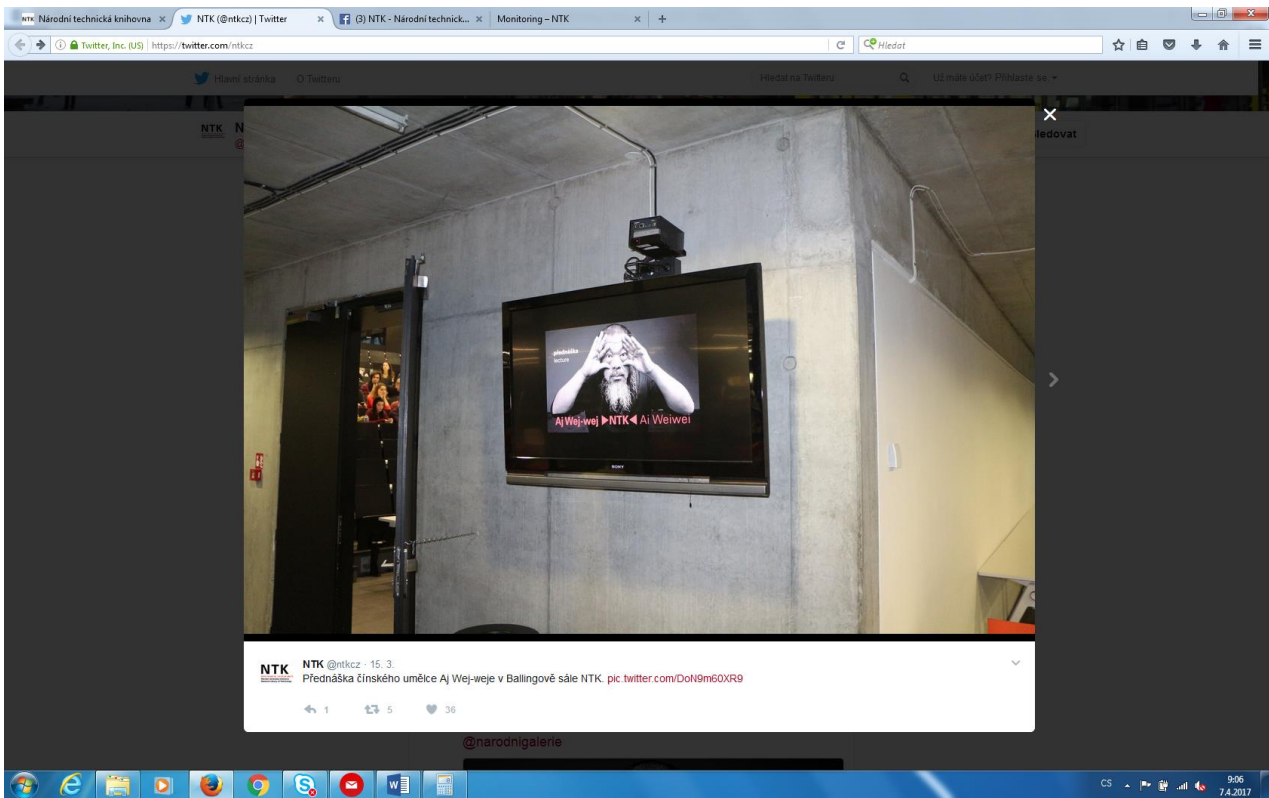 Národní technická knihovna
NTK (@ntkcz) | Twitter
(3) NTK - Národní technick...
Monitoring – NTK
Twitter, Inc. (US)
https://twitter.com/ntkcz
Hledat
Hlavní stránka
O Twitteru
Hledat na Twitteru
Už máte účet? Přihlaste se
NTK
ledovat
přednáška
lecture
Aj Wej-wej ▶NTK◀ Ai Weiwei
SONY
NTK
NTK @ntkcz · 15. 3.
Přednáška čínského umělce Aj Wej-weje v Ballingově sále NTK. pic.twitter.com/DoN9m60XR9
1 5 36
@narodnigalerie
CS
9:06
7.4.2017